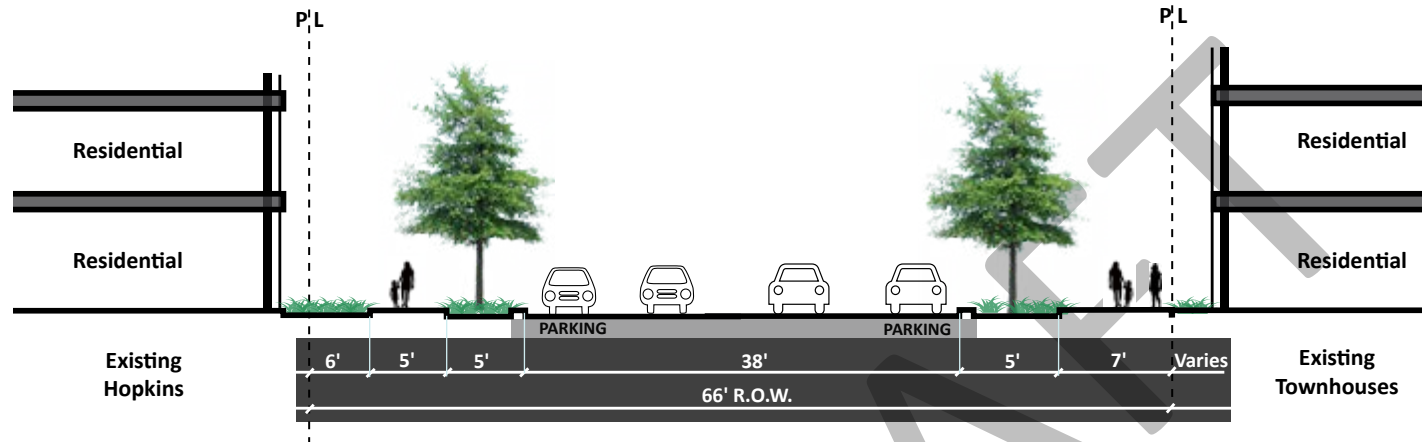 P L
P L
Residential
Residential
Residential
Residential
PARKING
PARKING
6'
5'
5'
38'
5'
7'
Varies
66' R.O.W.
Existing
Hopkins
Existing
Townhouses